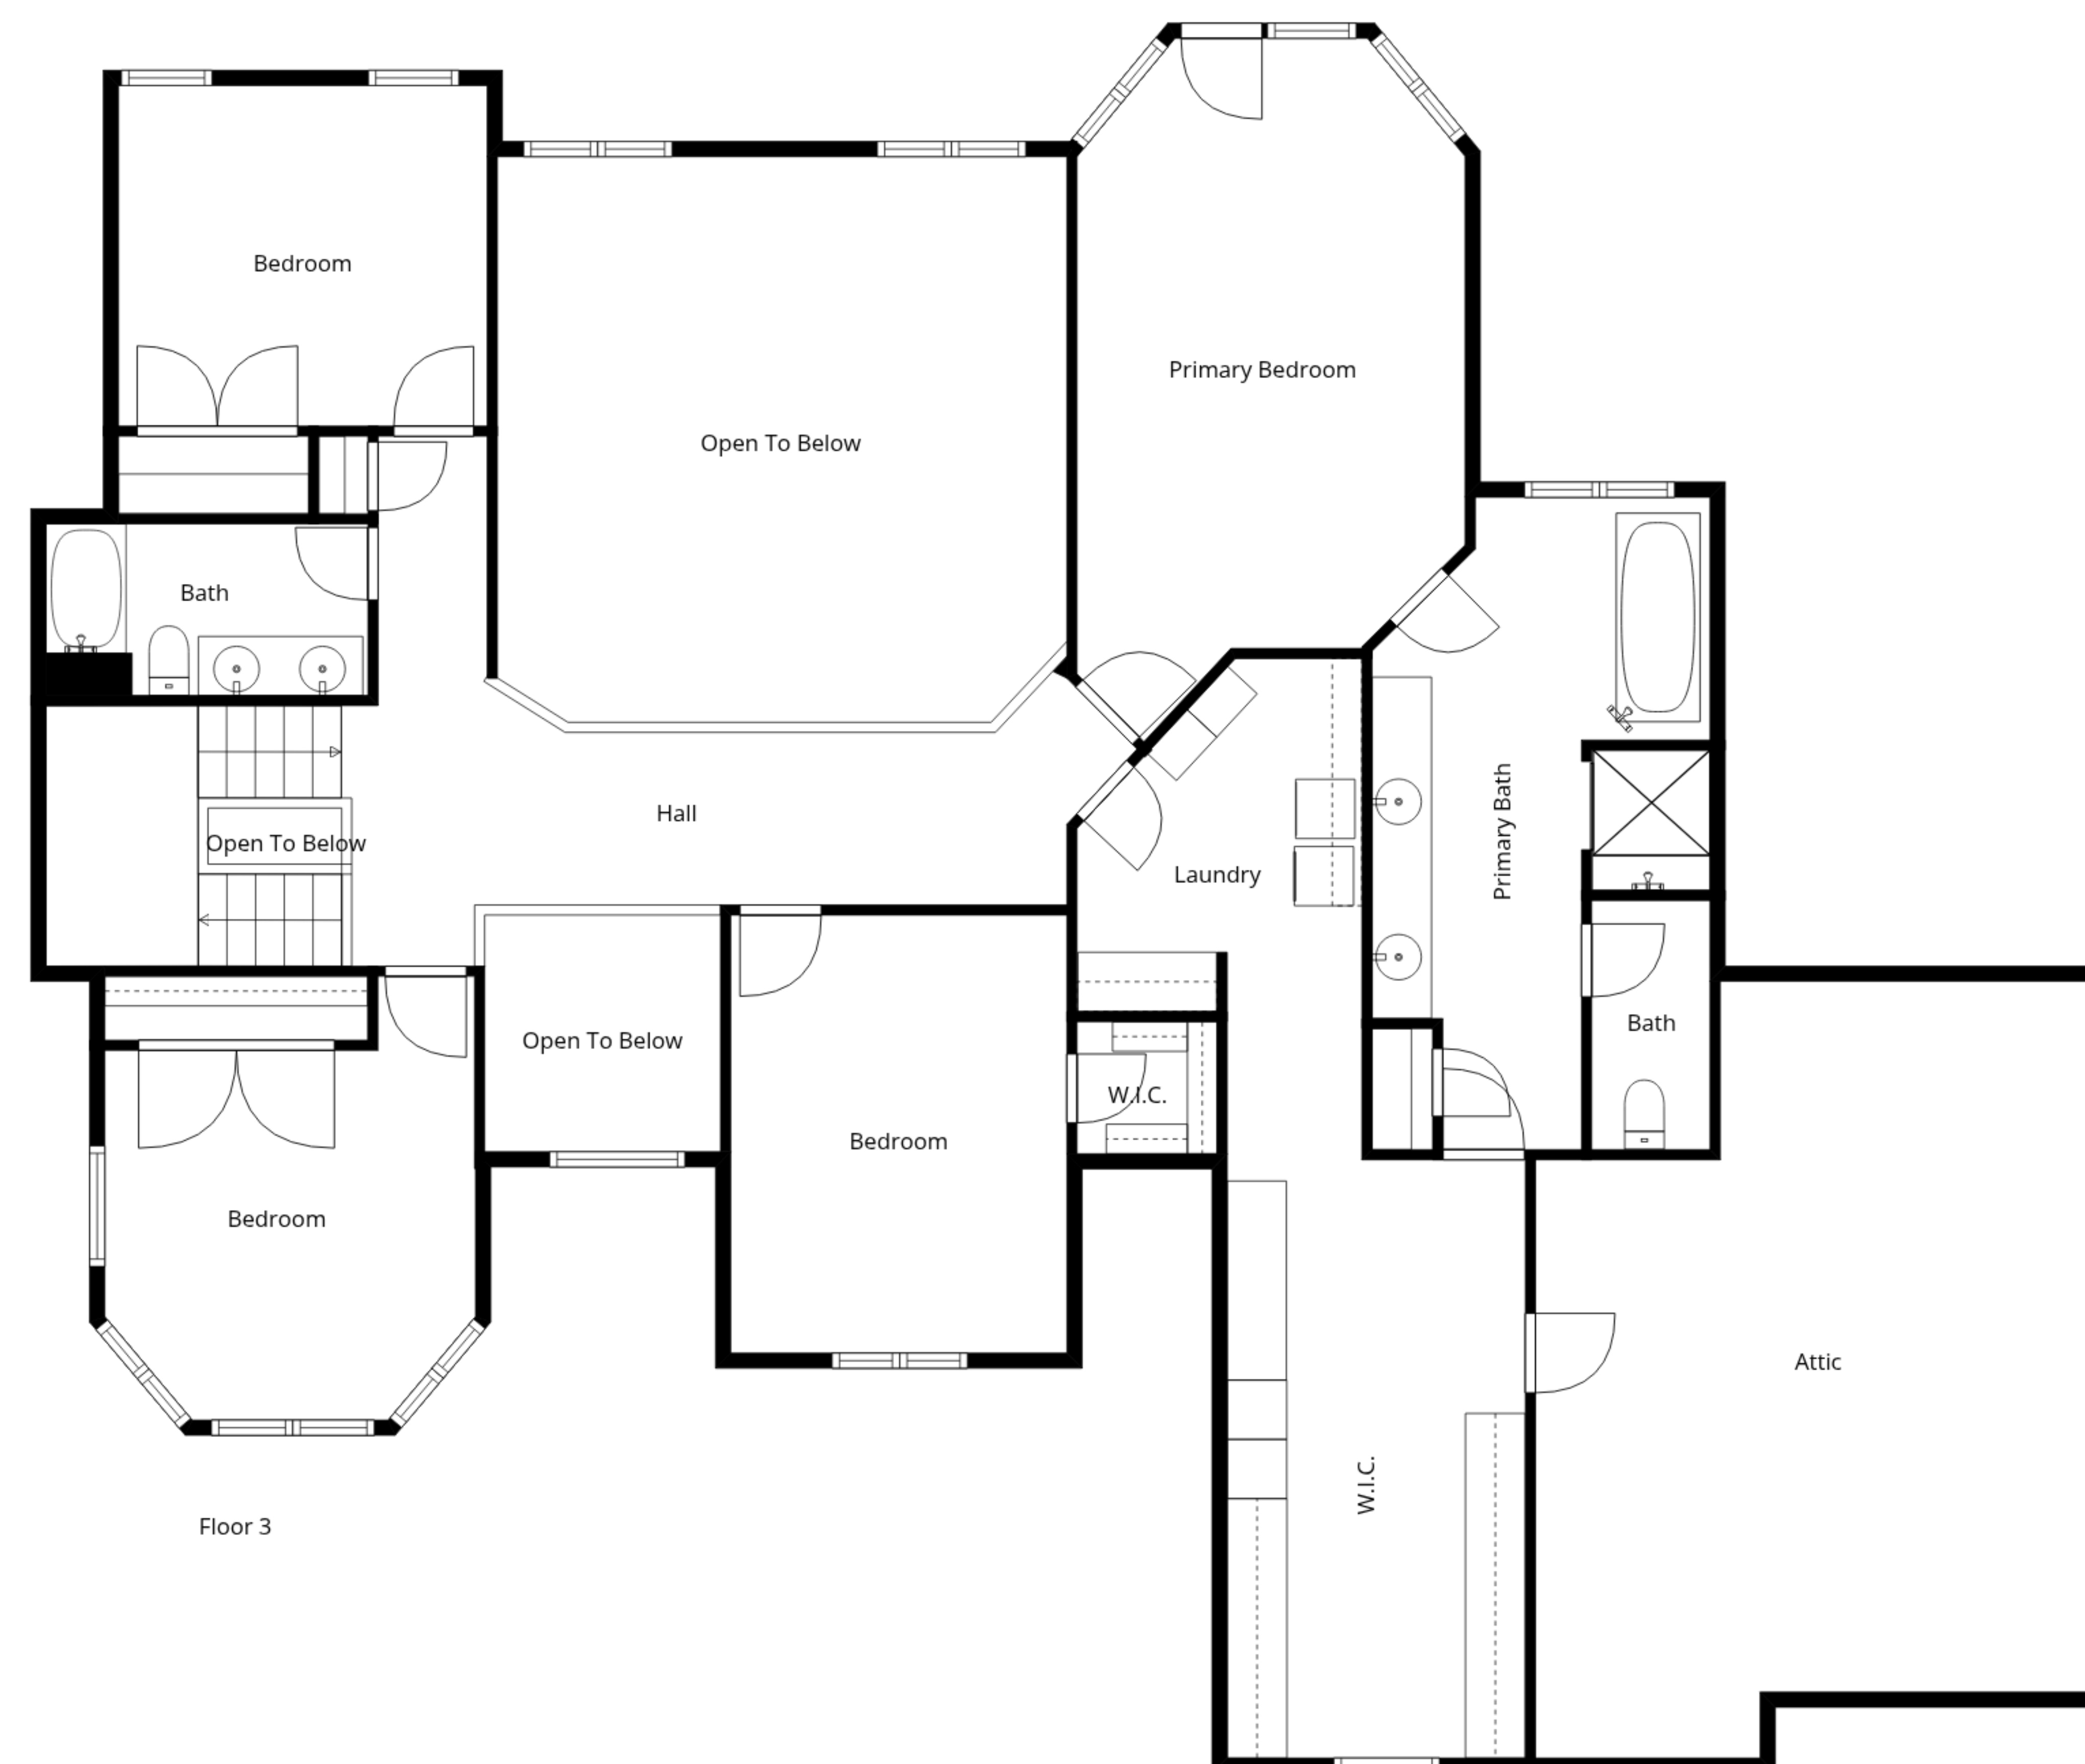 Bedroom
Primary Bedroom
Open To Below
Bath
Primary Bath
Hall
Open To Below
Laundry
Bath
Open To Below
W.I.C.
Bedroom
Bedroom
Attic
W.I.C.
Floor 3